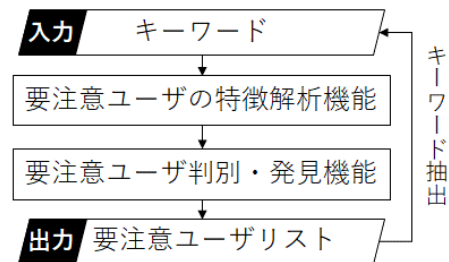 入力 キーワード
要注意ユーザの特徴解析機能
要注意ユーザ判別・発見機能
出力 要注意ユーザリスト
キーワード抽出